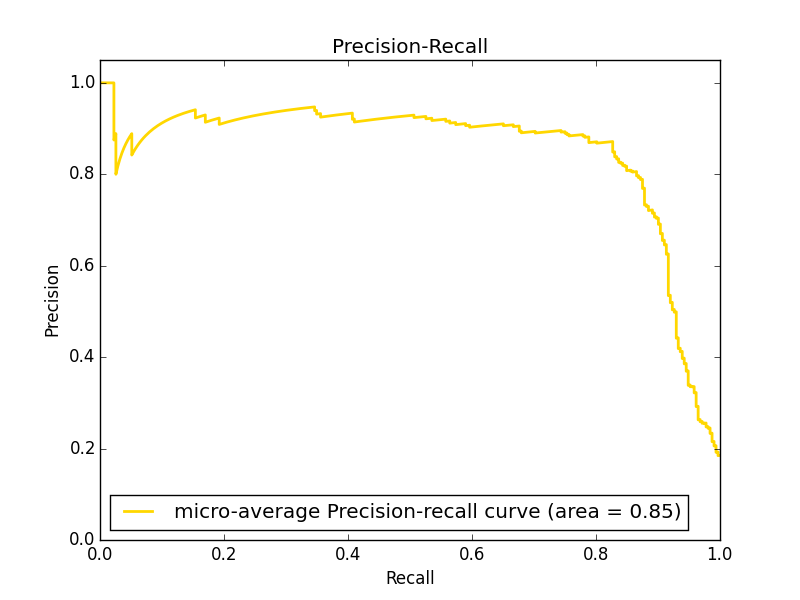 Precision-Recall
1.0
0.8
0.6
0.4
0.2
0.0
Precision
micro-average Precision-recall curve (area = 0.85)
0.0 0.2 0.4 0.6 0.8 1.0
Recall